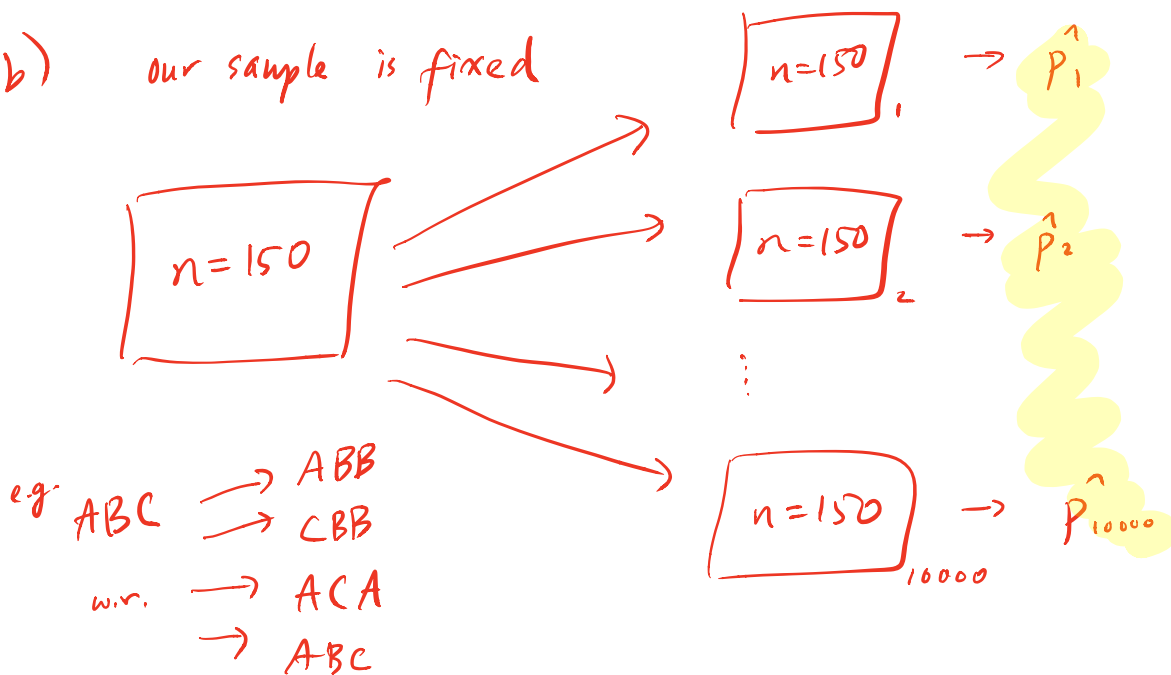 b) our sample is fixed
n=150
n=150 1 → p̂1
n=150 2 → p̂2
⋮
n=150 10000 → p̂10000
e.g. ABC → ABB
→ CBB
w.r. → ACA
→ ABC